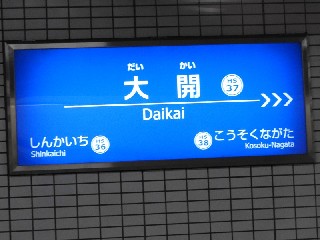 だい かい
大 開
HS 37
Daikai
しんかいち HS 36
Shinkaichi
HS 38 こうそくながた
Kosoku-Nagata